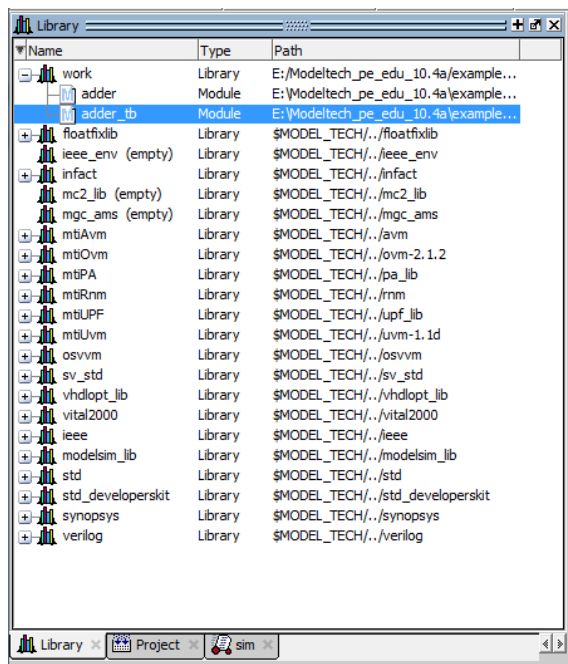 Library
Name Type Path
work Library E:/Modeltech_pe_edu_10.4a/example...
adder Module E:\Modeltech_pe_edu_10.4a\example...
adder_tb Module E:\Modeltech_pe_edu_10.4a\example...
floatfixlib Library $MODEL_TECH/../floatfixlib
ieee_env (empty) Library $MODEL_TECH/../ieee_env
infact Library $MODEL_TECH/../infact
mc2_lib (empty) Library $MODEL_TECH/../mc2_lib
mgc_ams (empty) Library $MODEL_TECH/../mgc_ams
mtiAvm Library $MODEL_TECH/../avm
mtiOvm Library $MODEL_TECH/../ovm-2.1.2
mtiPA Library $MODEL_TECH/../pa_lib
mtiRnm Library $MODEL_TECH/../rnm
mtiUPF Library $MODEL_TECH/../upf_lib
mtiUvm Library $MODEL_TECH/../uvm-1.1d
osvvm Library $MODEL_TECH/../osvvm
sv_std Library $MODEL_TECH/../sv_std
vhdlopt_lib Library $MODEL_TECH/../vhdlopt_lib
vital2000 Library $MODEL_TECH/../vital2000
ieee Library $MODEL_TECH/../ieee
modelsim_lib Library $MODEL_TECH/../modelsim_lib
std Library $MODEL_TECH/../std
std_developerskit Library $MODEL_TECH/../std_developerskit
synopsys Library $MODEL_TECH/../synopsys
verilog Library $MODEL_TECH/../verilog
Library Project sim